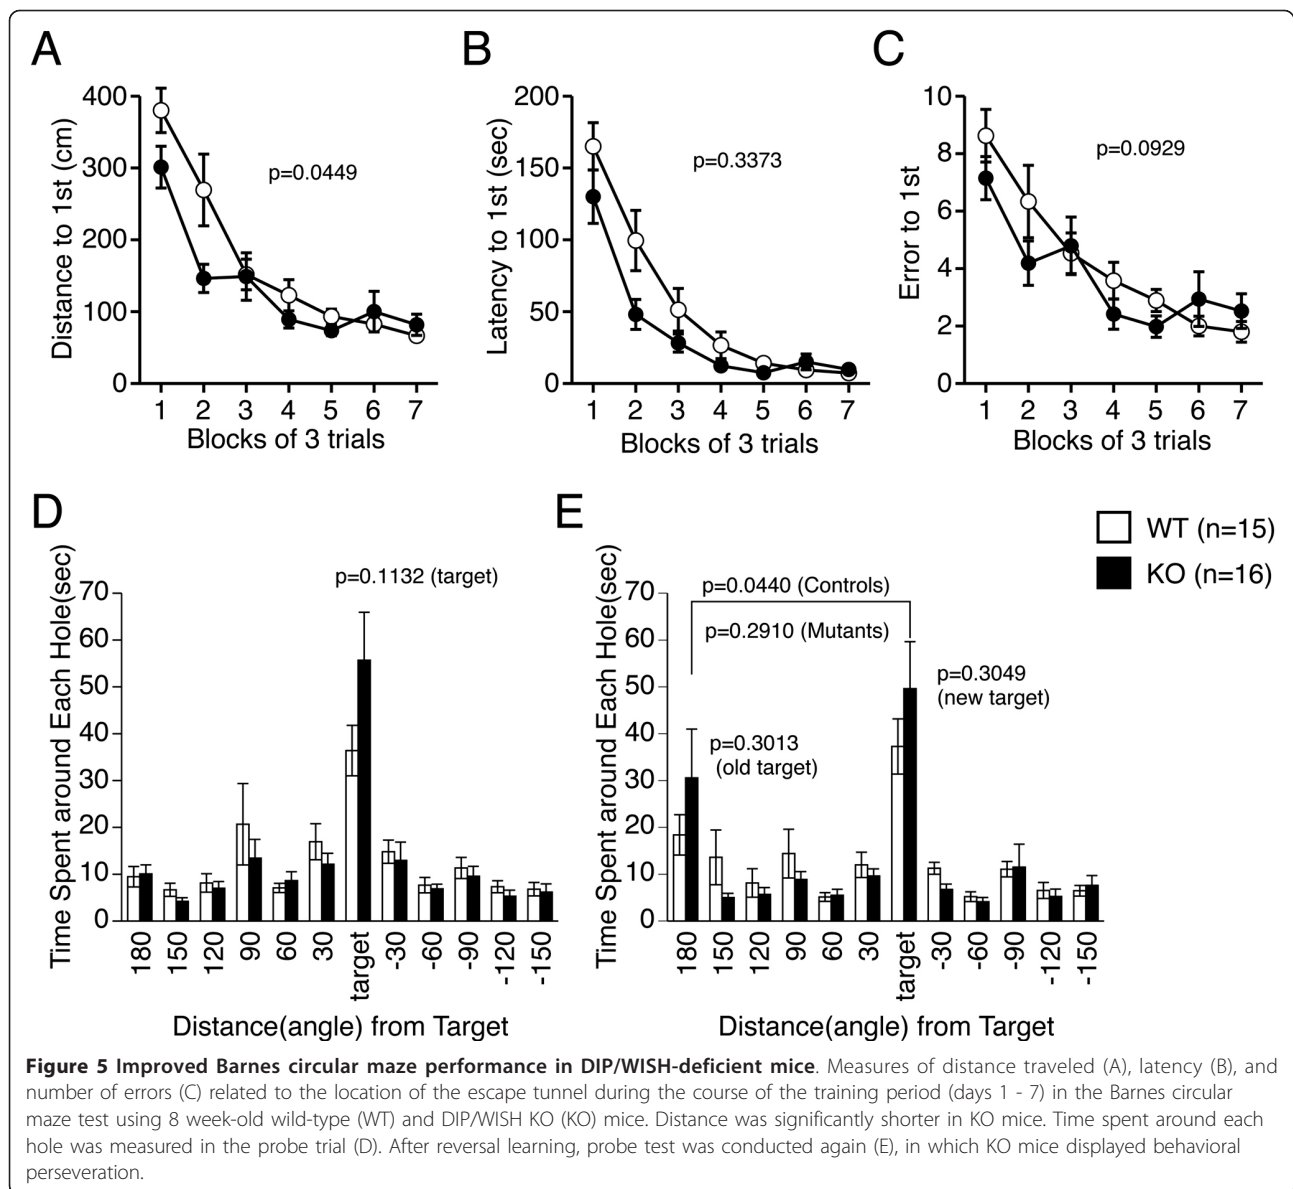 A
B
C
400
300
200
100
0
Distance to 1st (cm)
p=0.0449
1 2 3 4 5 6 7
Blocks of 3 trials
200
150
100
50
0
Latency to 1st (sec)
p=0.3373
1 2 3 4 5 6 7
Blocks of 3 trials
10
8
6
4
2
0
Error to 1st
p=0.0929
1 2 3 4 5 6 7
Blocks of 3 trials
D
Time Spent around Each Hole(sec)
70
60
50
40
30
20
10
0
p=0.1132 (target)
180 150 120 90 60 30 target -30 -60 -90 -120 -150
Distance(angle) from Target
E
Time Spent around Each Hole(sec)
70
60
50
40
30
20
10
0
p=0.0440 (Controls)
p=0.2910 (Mutants)
p=0.3049
(new target)
p=0.3013
(old target)
180 150 120 90 60 30 target -30 -60 -90 -120 -150
Distance(angle) from Target
WT (n=15)
KO (n=16)
Figure 5 Improved Barnes circular maze performance in DIP/WISH-deficient mice. Measures of distance traveled (A), latency (B), and
number of errors (C) related to the location of the escape tunnel during the course of the training period (days 1 - 7) in the Barnes circular
maze test using 8 week-old wild-type (WT) and DIP/WISH KO (KO) mice. Distance was significantly shorter in KO mice. Time spent around each
hole was measured in the probe trial (D). After reversal learning, probe test was conducted again (E), in which KO mice displayed behavioral
perseveration.